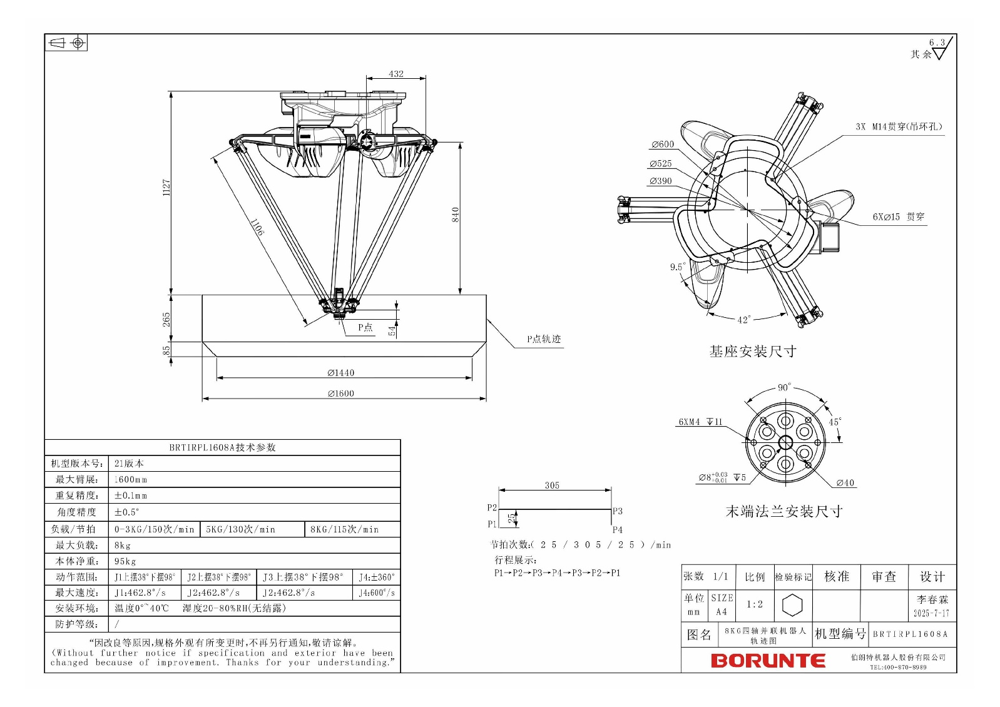 6.3
其余
432
1127
1106
840
265
85
54
P点
P点轨迹
∅1440
∅1600
3X M14贯穿(吊环孔)
∅600
∅525
∅390
6X∅15 贯穿
9.5°
42°
基座安装尺寸
90°
45°
6XM4 ↧11
∅8+0.03+0.01 ↧5
∅40
末端法兰安装尺寸
305
P2
P3
25
P1
P4
节拍次数:(25/305/25)/min
行程展示:
P1→P2→P3→P4→P3→P2→P1
BRTIRPL1608A技术参数
机型版本号: 21版本
最大臂展: 1600mm
重复精度: ±0.1mm
角度精度 ±0.5°
负载/节拍 0-3KG/150次/min 5KG/130次/min 8KG/115次/min
最大负载: 8kg
本体净重: 95kg
动作范围: J1上摆38°下摆98° J2上摆38°下摆98° J3上摆38°下摆98° J4:±360°
最大速度: J1:462.8°/s J2:462.8°/s J2:462.8°/s J4:600°/s
安装环境: 温度0°~40℃ 湿度20-80%RH(无结露)
防护等级: /
“因改良等原因,规格外观有所变更时,不再另行通知,敬请谅解。
(Without further notice if specification and exterior have been
changed because of improvement. Thanks for your understanding.”
张数 1/1 比例 检验标记 核准 审查 设计
单位 mm SIZE A4 1:2 李春霖
2025-7-17
图名 8KG四轴并联机器人
轨迹图
机型编号 BRTIRPL1608A
BORUNTE 伯朗特机器人股份有限公司
TEL:400-870-8989